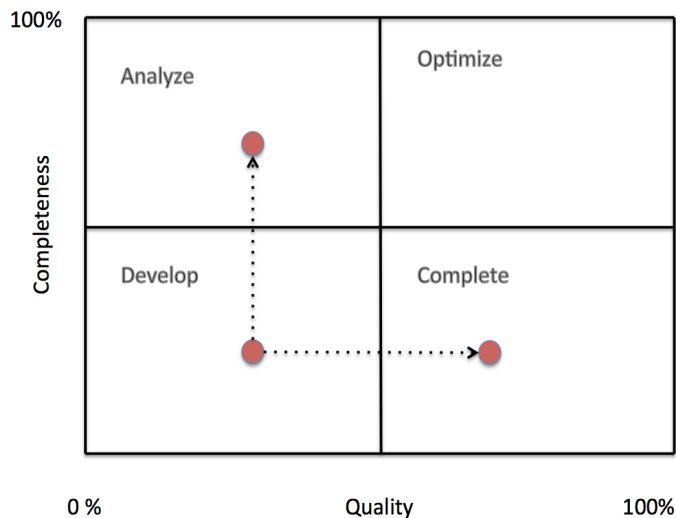 100%
Analyze
Optimize
Completeness
Develop
Complete
0 %
Quality
100%